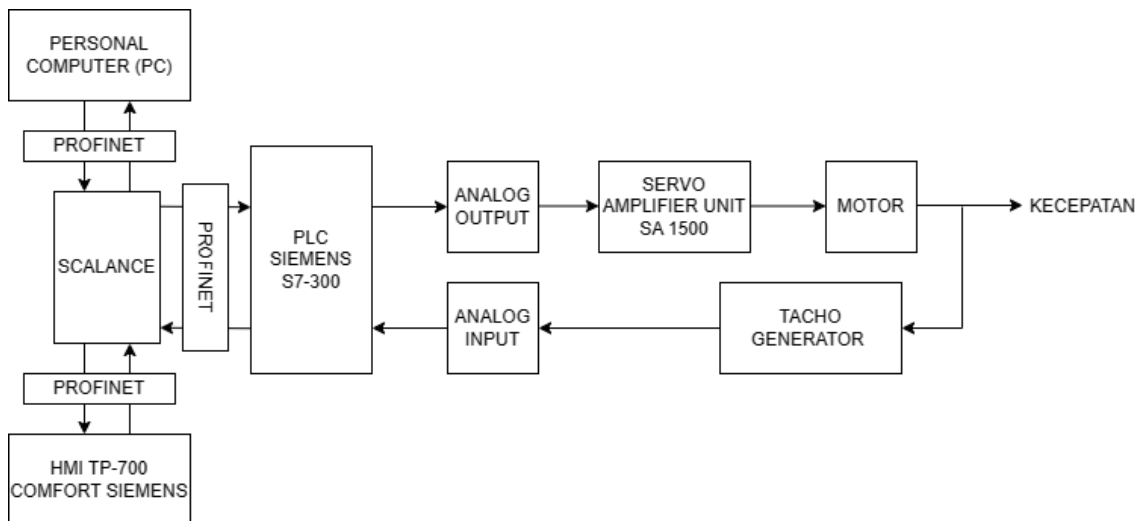 PERSONAL
COMPUTER (PC)
PROFINET
SCALANCE
PROFINET
PLC
SIEMENS
S7-300
ANALOG
OUTPUT
SERVO
AMPLIFIER UNIT
SA 1500
MOTOR
KECEPATAN
ANALOG
INPUT
TACHO
GENERATOR
PROFINET
HMI TP-700
COMFORT SIEMENS